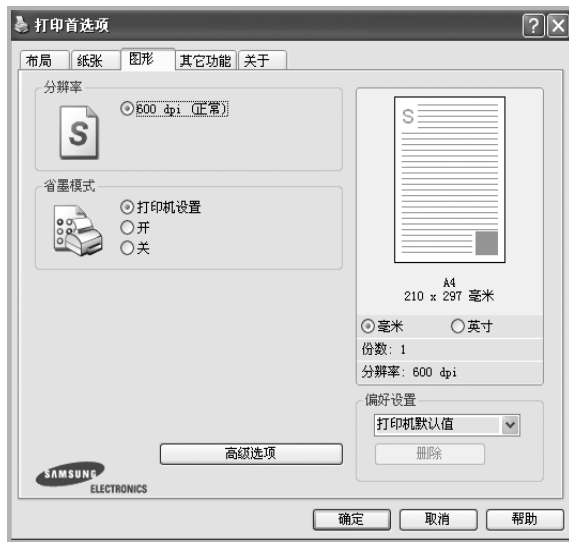 打印首选项
布局 纸张 图形 其它功能 关于
分辨率
600 dpi (正常)
S
省墨模式
打印机设置
开
关
高级选项
SAMSUNG
ELECTRONICS
S
A4
210 x 297 毫米
毫米 英寸
份数: 1
分辨率: 600 dpi
偏好设置
打印机默认值
删除
确定 取消 帮助